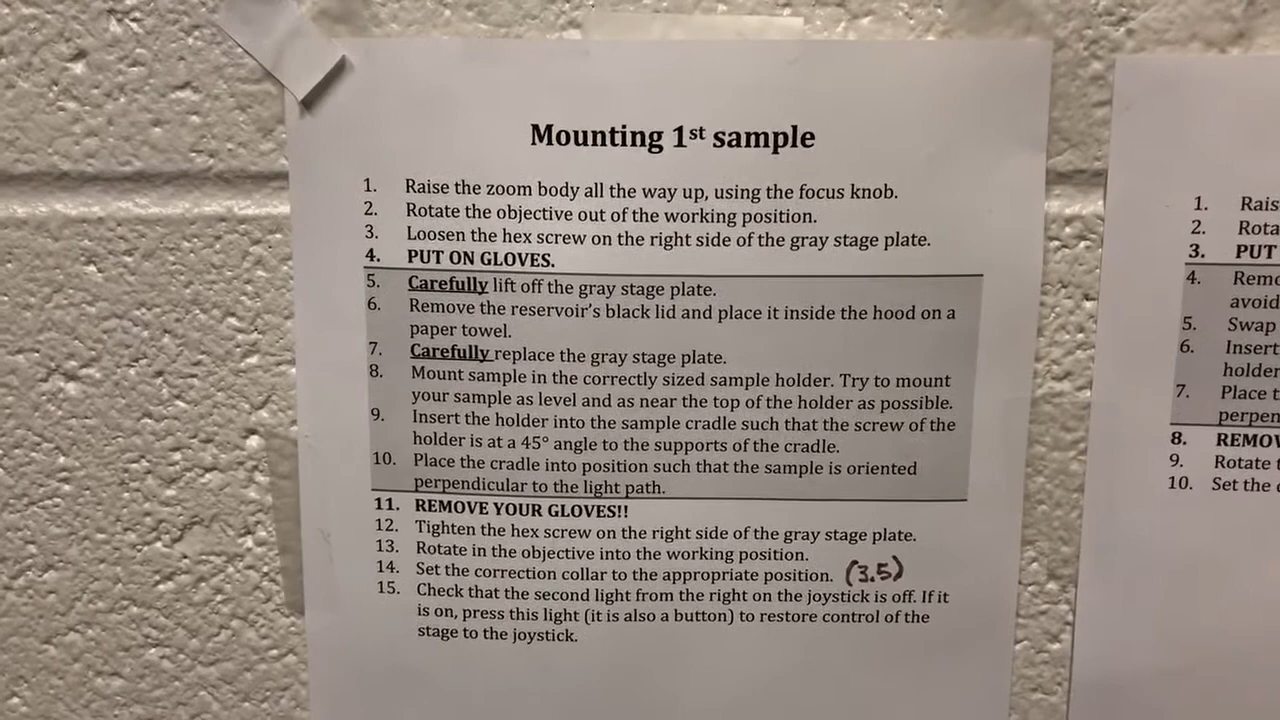 Mounting 1st sample
1. Raise the zoom body all the way up, using the focus knob.
2. Rotate the objective out of the working position.
3. Loosen the hex screw on the right side of the gray stage plate.
4. PUT ON GLOVES.
5. Carefully lift off the gray stage plate.
6. Remove the reservoir's black lid and place it inside the hood on a
paper towel.
7. Carefully replace the gray stage plate.
8. Mount sample in the correctly sized sample holder. Try to mount
your sample as level and as near the top of the holder as possible.
9. Insert the holder into the sample cradle such that the screw of the
holder is at a 45° angle to the supports of the cradle.
10. Place the cradle into position such that the sample is oriented
perpendicular to the light path.
11. REMOVE YOUR GLOVES!!
12. Tighten the hex screw on the right side of the gray stage plate.
13. Rotate in the objective into the working position.
14. Set the correction collar to the appropriate position. (3.5)
15. Check that the second light from the right on the joystick is off. If it
is on, press this light (it is also a button) to restore control of the
stage to the joystick.
1. Rais
2. Rota
3. PUT
4. Remo
avoid
5. Swap
6. Insert
holder
7. Place t
perpen
8. REMOV
9. Rotate t
10. Set the